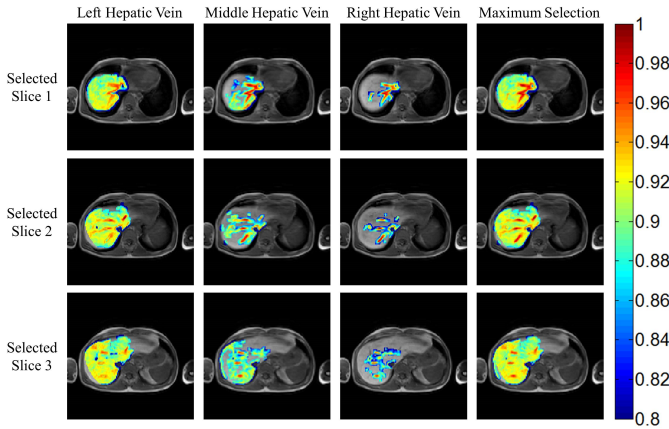 Left Hepatic Vein Middle Hepatic Vein Right Hepatic Vein Maximum Selection
1
0.98
Selected
Slice 1
0.96
0.94
0.92
Selected
Slice 2
0.9
0.88
0.86
Selected
Slice 3
0.84
0.82
0.8